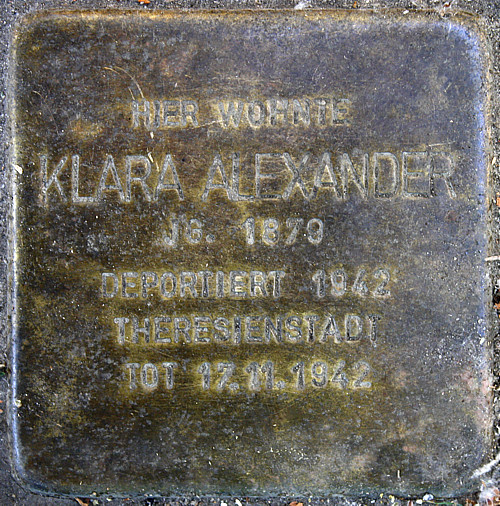 HIER WOHNTE
KLARA ALEXANDER
JG. 1870
DEPORTIERT 1942
THERESIENSTADT
TOT 17.11.1942